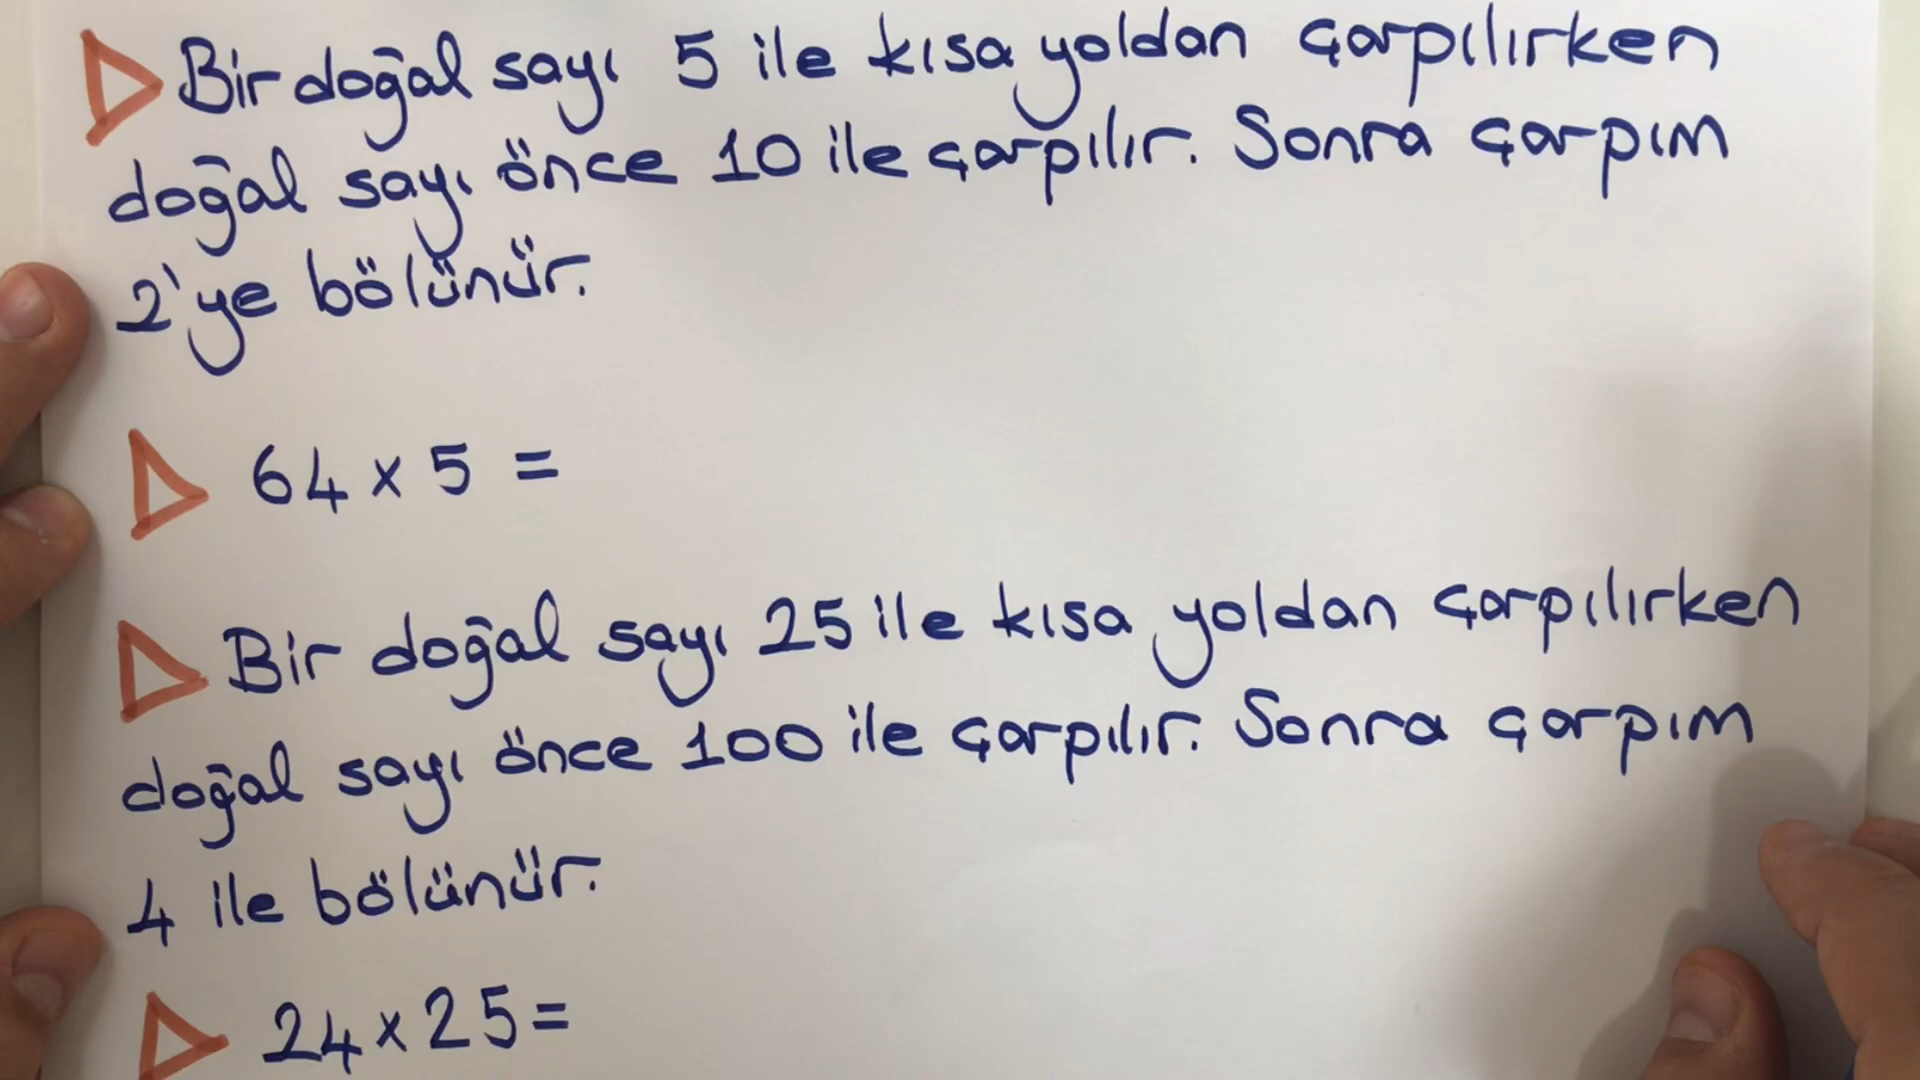 Bir doğal sayı 5 ile kısa yoldan çarpılırken
doğal sayı önce 10 ile çarpılır. Sonra çarpım
2'ye bölünür.
64 x 5 =
Bir doğal sayı 25 ile kısa yoldan çarpılırken
doğal sayı önce 100 ile çarpılır. Sonra çarpım
4 ile bölünür.
24 x 25 =